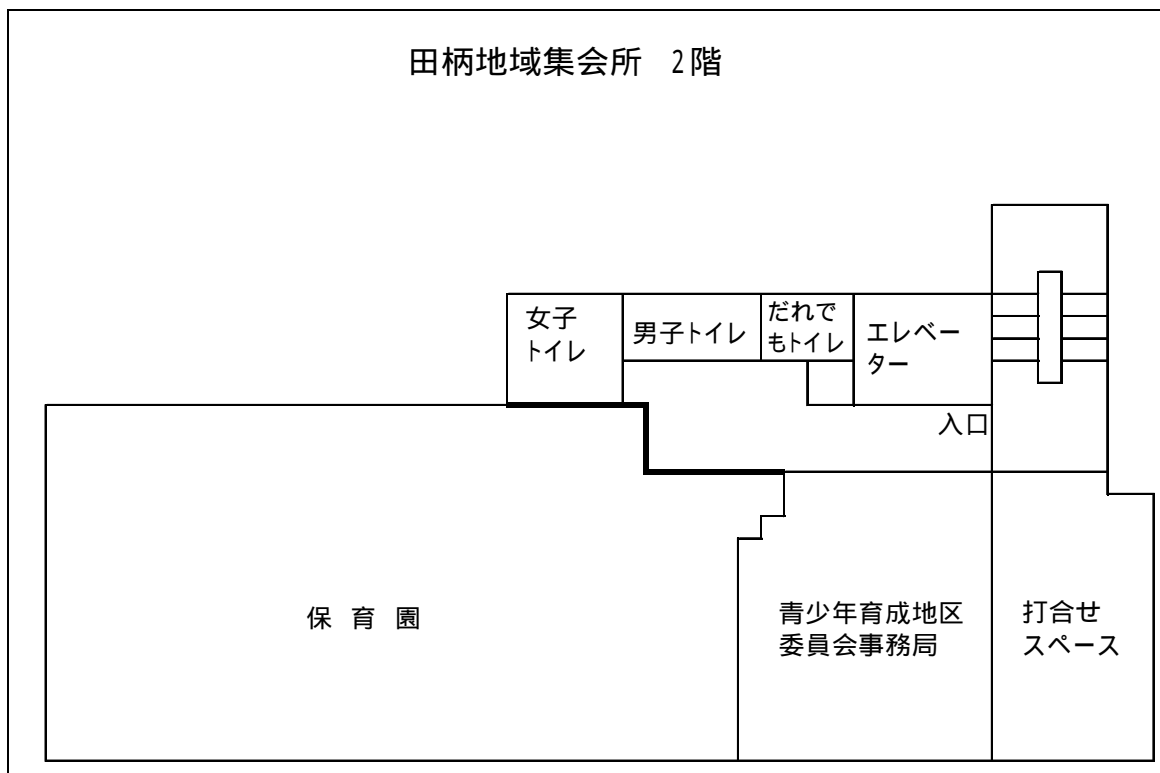 田柄地域集会所 2階
女子
トイレ
男子トイレ
だれで
もトイレ
エレベー
ター
入口
保 育 園
青少年育成地区
委員会事務局
打合せ
スペース